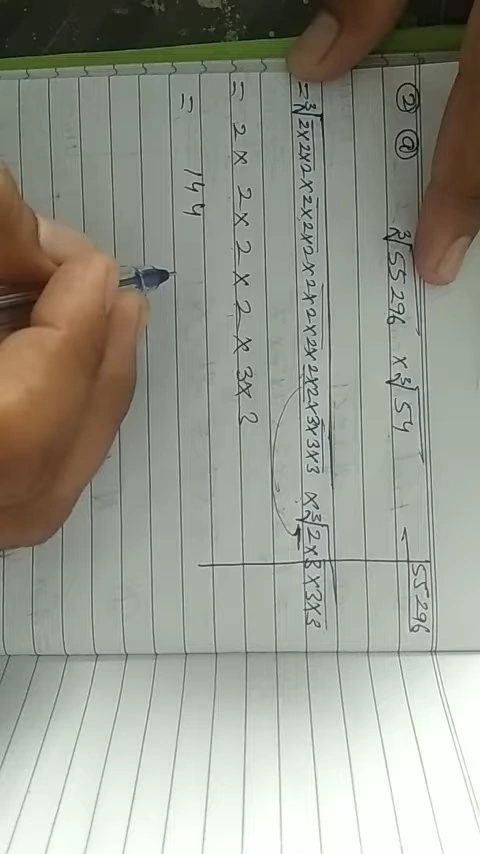 ② ⓐ ∛55296 × ∛54
55296
= ∛2×2×2×2×2×2×2×2×2×2×2×3×3×3 × ∛2×3×3×3
= 2 × 2 × 2 × 2 × 3 × 3
= 144